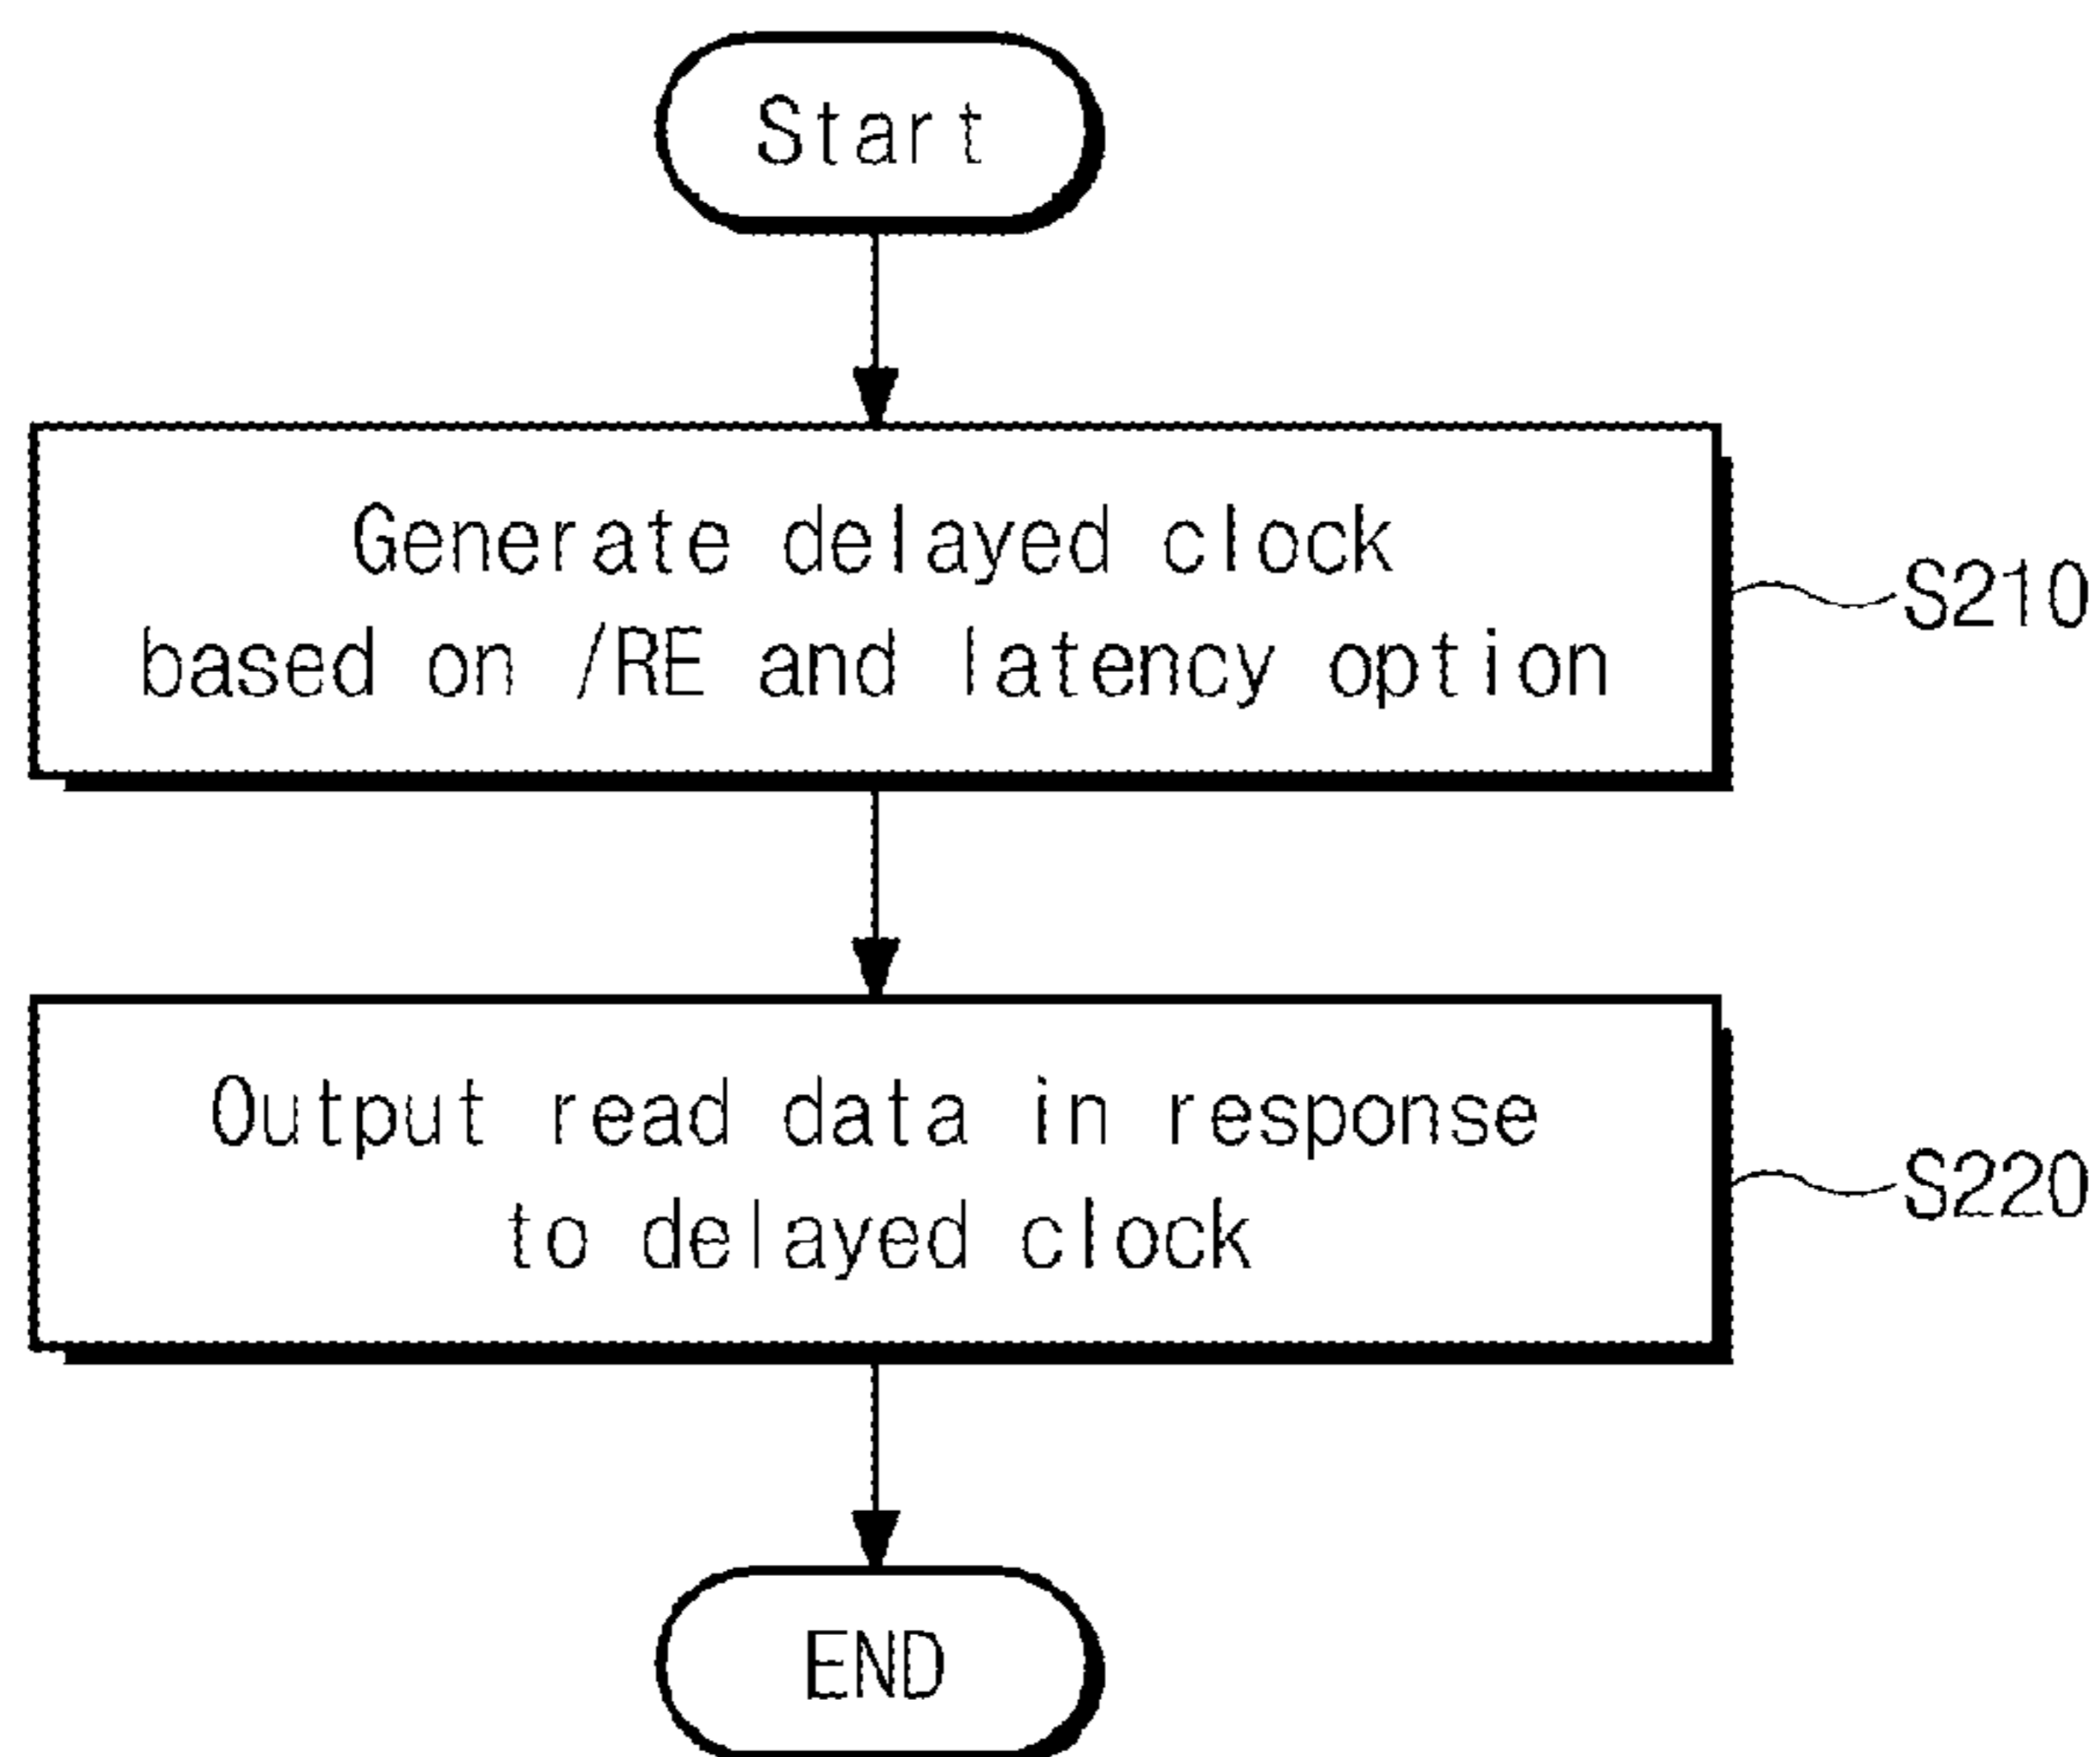 Start
Generate delayed clock
based on /RE and latency option
S210
Output read data in response
to delayed clock
S220
END